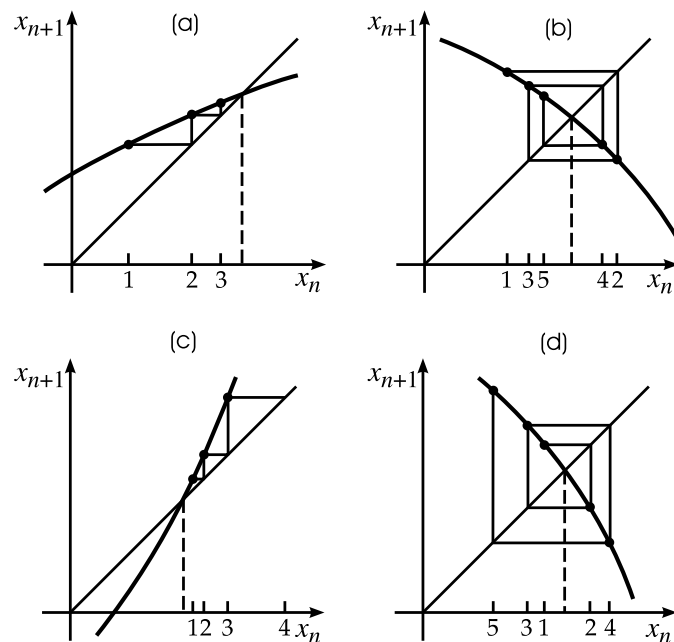 (a)
x_{n+1}
1 2 3 x_n
(b)
x_{n+1}
1 3 5 4 2 x_n
(c)
x_{n+1}
1 2 3 4 x_n
(d)
x_{n+1}
5 3 1 2 4 x_n